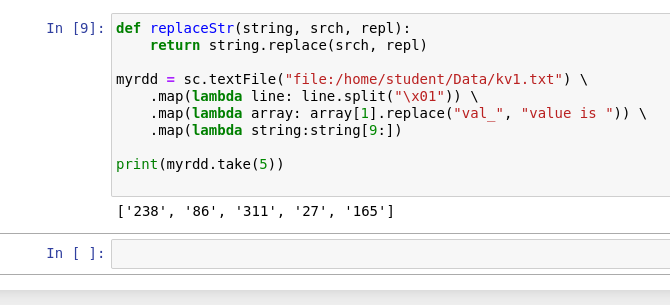 In [9]: def replaceStr(string, srch, repl):
    return string.replace(srch, repl)

myrdd = sc.textFile("file:/home/student/Data/kv1.txt") \
    .map(lambda line: line.split("\x01")) \
    .map(lambda array: array[1].replace("val_", "value is ")) \
    .map(lambda string:string[9:])

print(myrdd.take(5))
['238', '86', '311', '27', '165']
In [ ]: